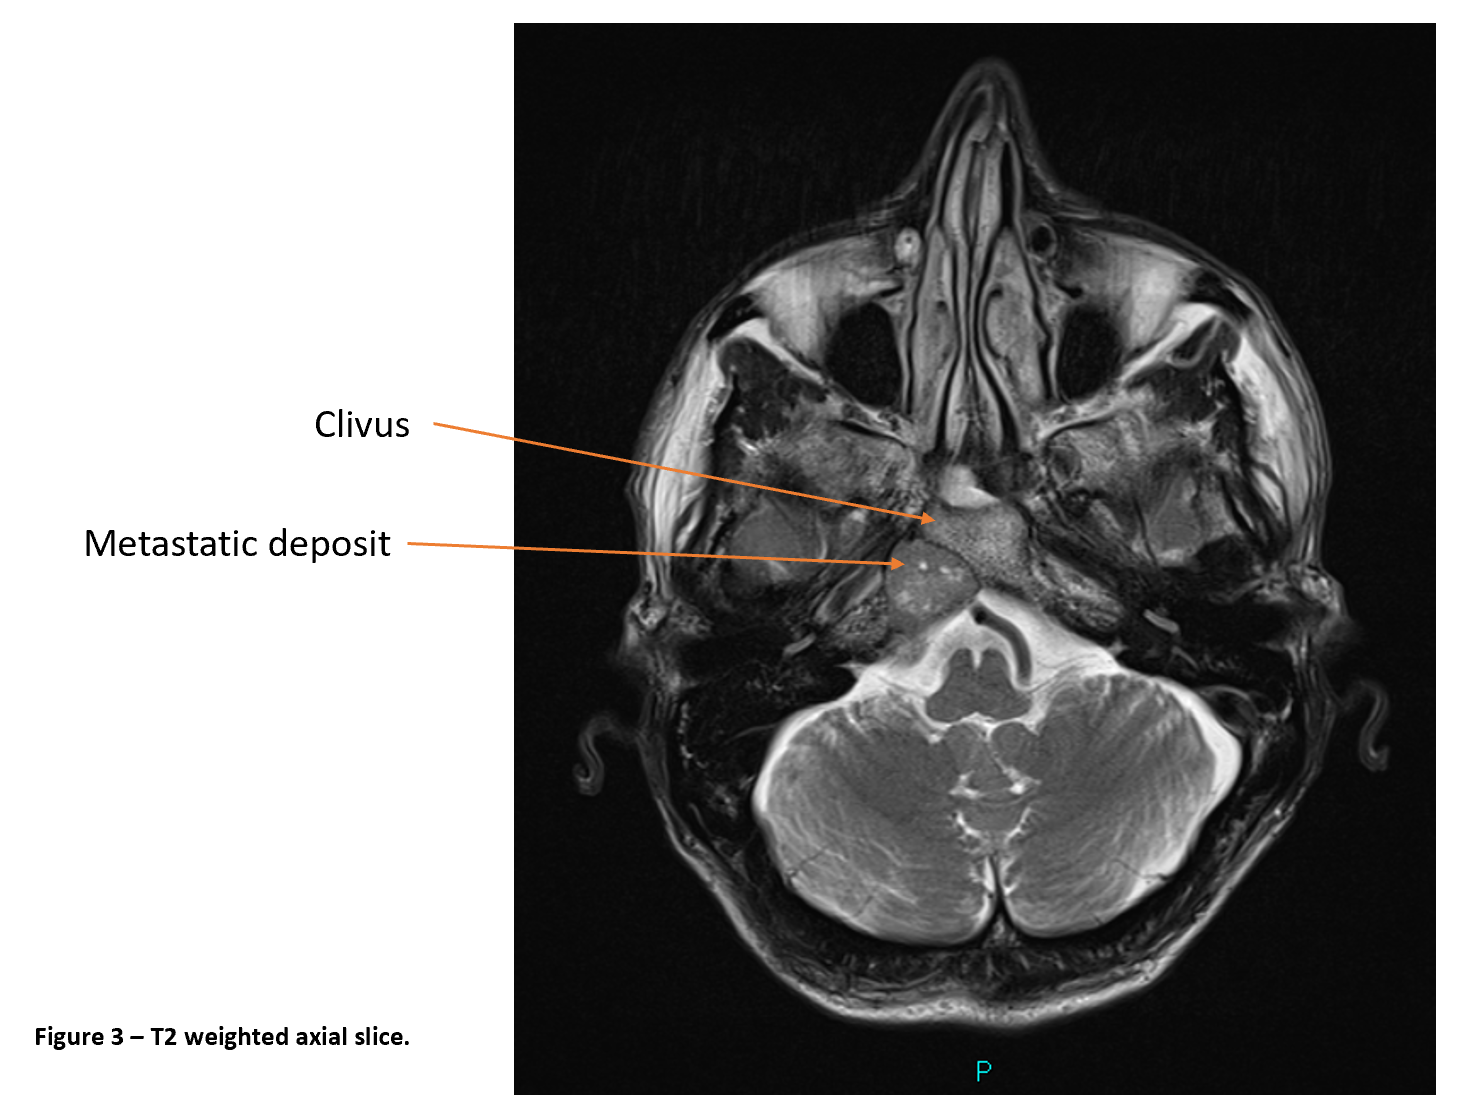 Clivus
Metastatic deposit
Figure 3 – T2 weighted axial slice.
P